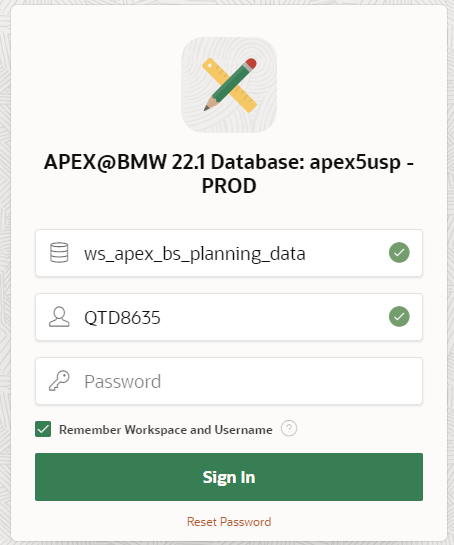 APEX@BMW 22.1 Database: apex5usp -
PROD
ws_apex_bs_planning_data
QTD8635
Password
Remember Workspace and Username ?
Sign In
Reset Password